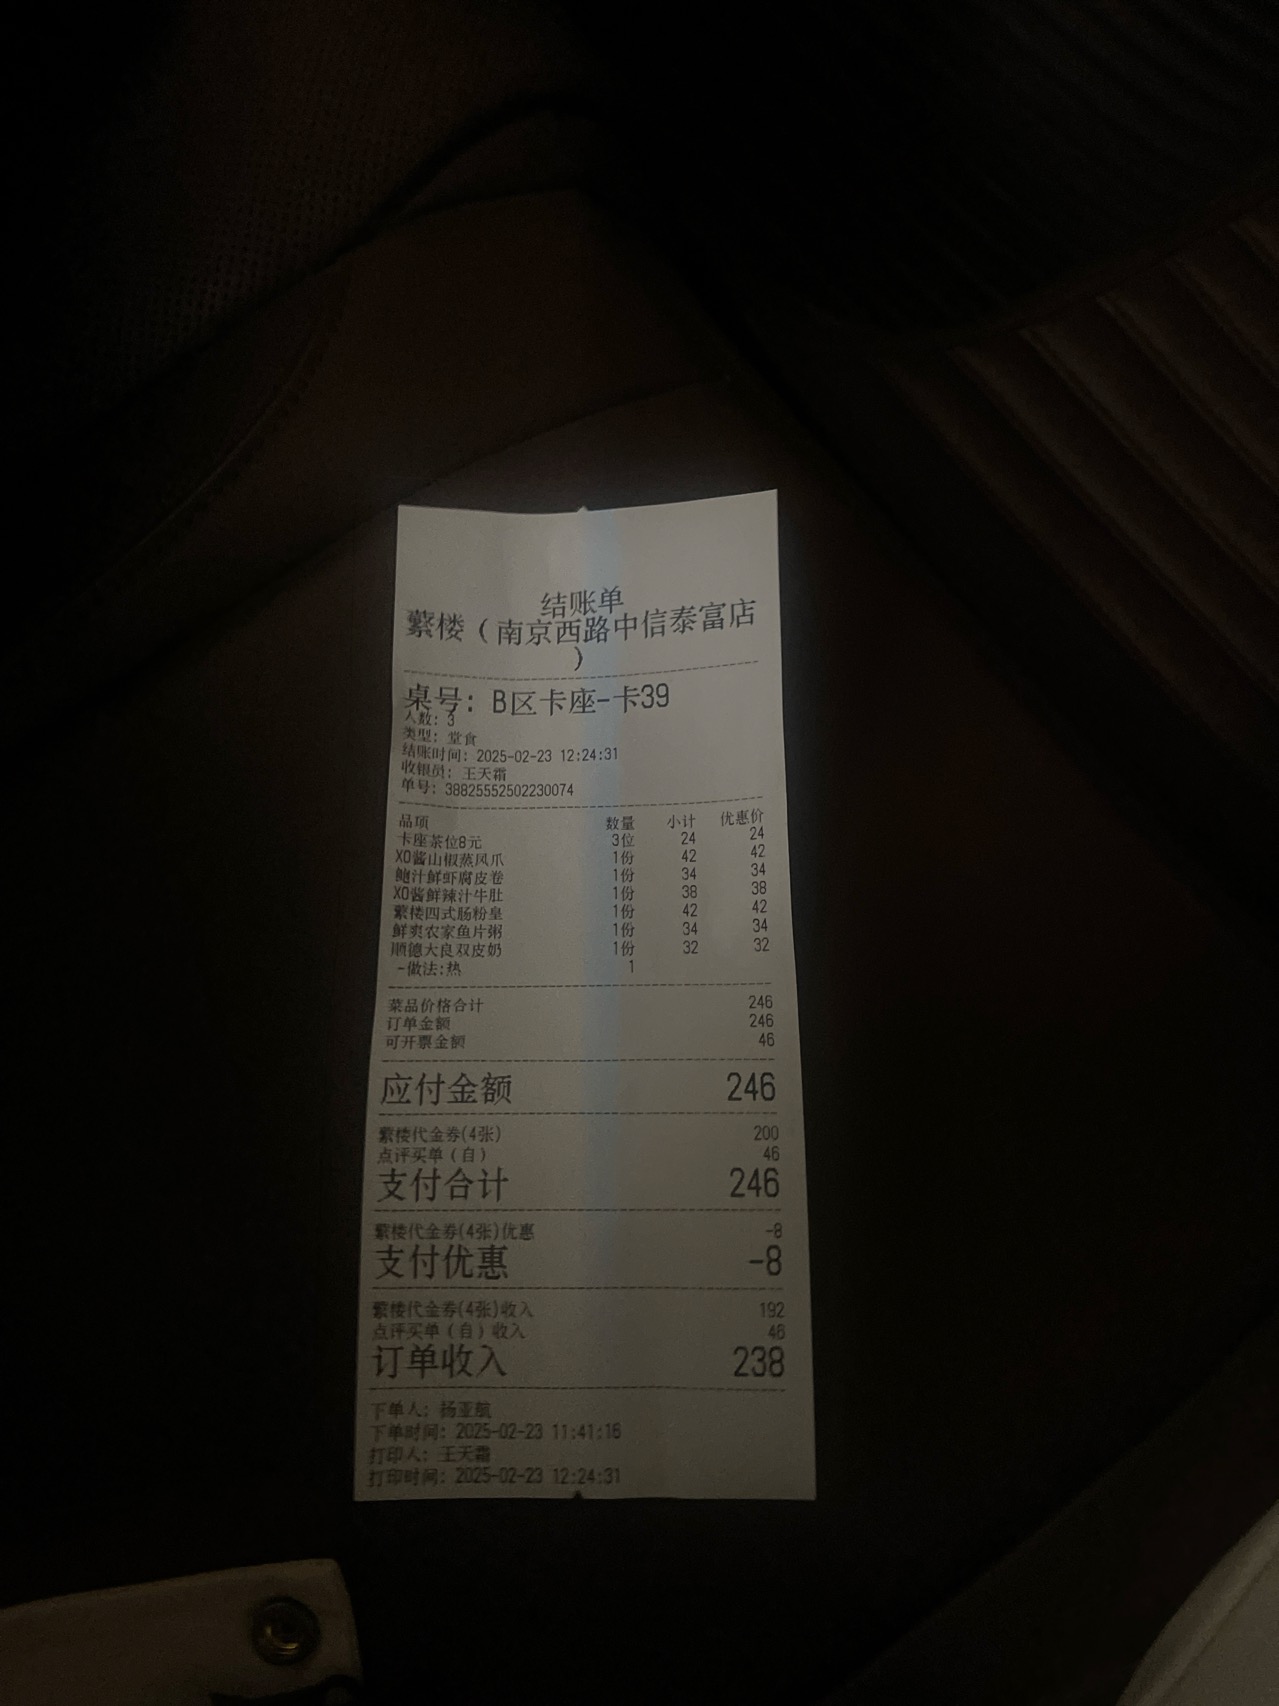 结账单
蘩楼（南京西路中信泰富店
）
桌号: B区卡座-卡39
人数: 3
类型: 堂食
结账时间: 2025-02-23 12:24:31
收银员: 王天霜
单号: 38825552502230074
品项 数量 小计 优惠价
卡座茶位8元 3位 24 24
XO酱山椒蒸凤爪 1份 42 42
鲍汁鲜虾腐皮卷 1份 34 34
XO酱鲜辣汁牛肚 1份 38 38
蘩楼四式肠粉皇 1份 42 42
鲜爽农家鱼片粥 1份 34 34
顺德大良双皮奶 1份 32 32
-做法:热 1
菜品价格合计 246
订单金额 246
可开票金额 46
应付金额 246
蘩楼代金券(4张) 200
点评买单（自） 46
支付合计 246
蘩楼代金券(4张)优惠 -8
支付优惠 -8
蘩楼代金券(4张)收入 192
点评买单（自）收入 46
订单收入 238
下单人: 扬亚航
下单时间: 2025-02-23 11:41:16
打印人: 王天霜
打印时间: 2025-02-23 12:24:31